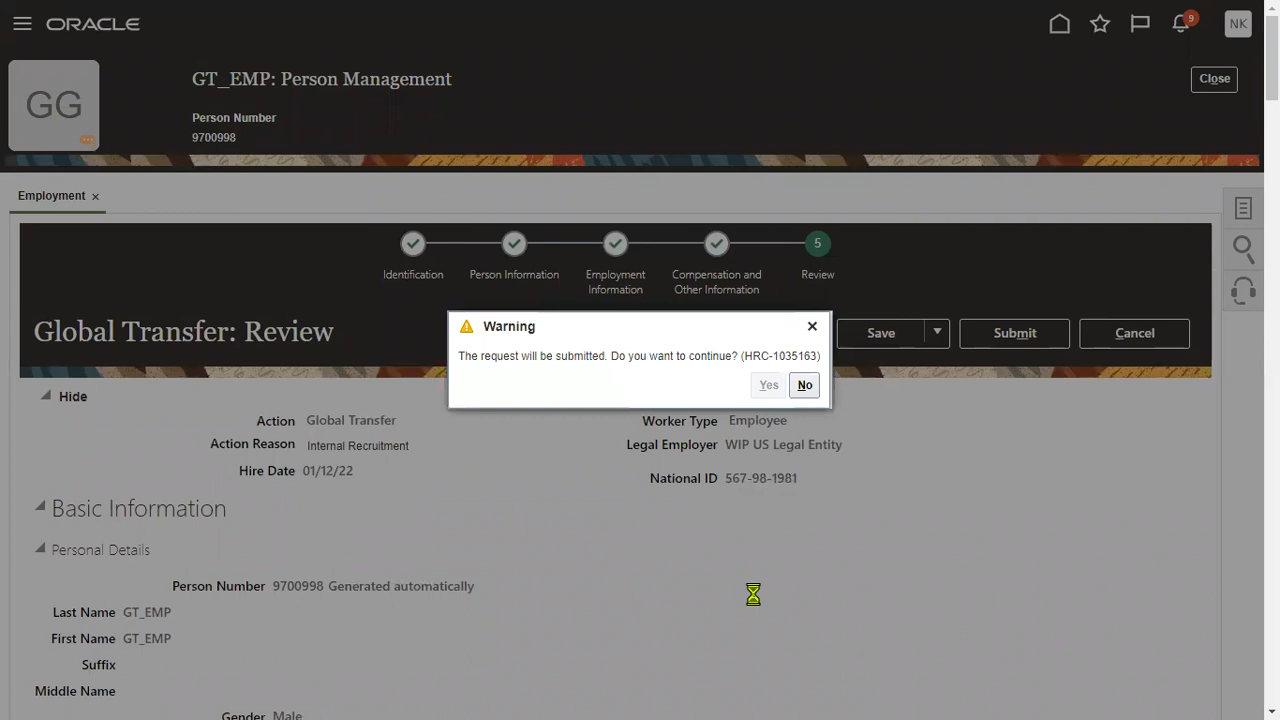 ORACLE
9
NK
GG
GT_EMP: Person Management
Close
Person Number
9700998
Employment ×
5
Identification
Person Information
Employment Information
Compensation and Other Information
Review
Global Transfer: Review
Save
Submit
Cancel
Warning
The request will be submitted. Do you want to continue? (HRC-1035163)
Yes
No
Hide
Action Global Transfer
Worker Type Employee
Action Reason Internal Recruitment
Legal Employer WIP US Legal Entity
Hire Date 01/12/22
National ID 567-98-1981
Basic Information
Personal Details
Person Number 9700998 Generated automatically
Last Name GT_EMP
First Name GT_EMP
Suffix
Middle Name
Gender Male